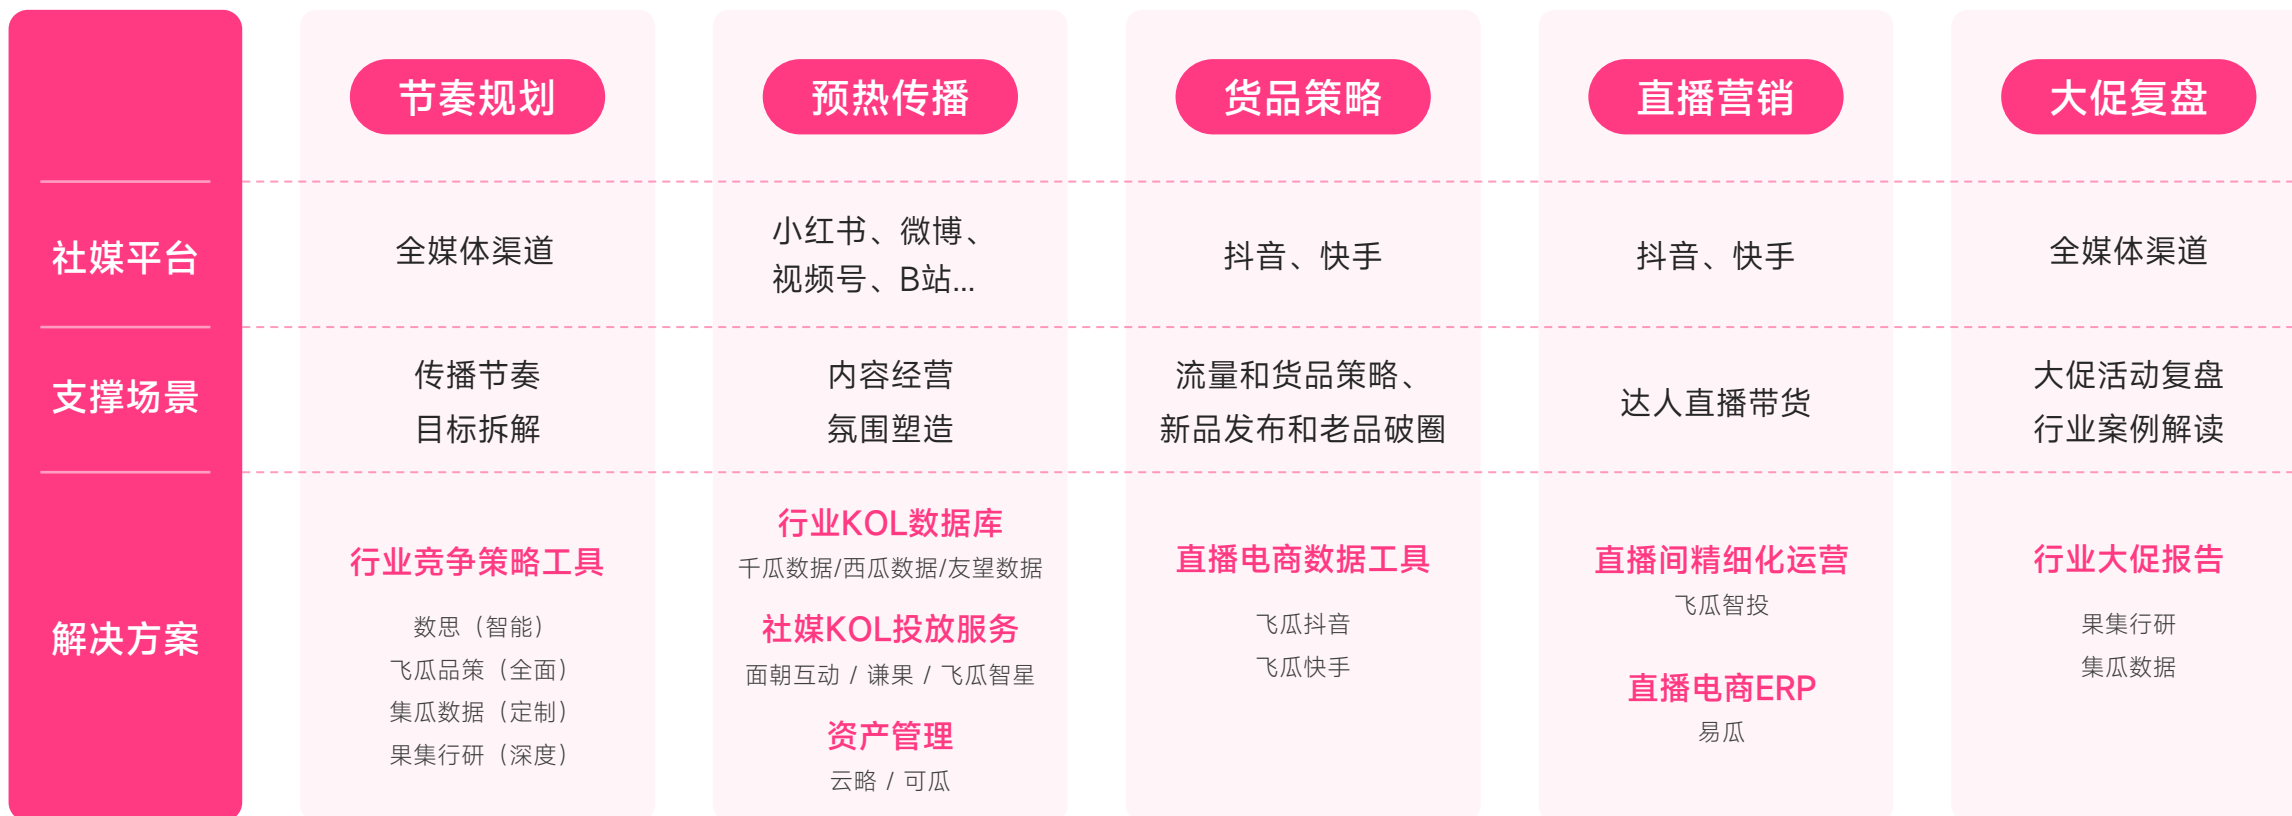 节奏规划
预热传播
货品策略
直播营销
大促复盘
社媒平台
全媒体渠道
小红书、微博、
视频号、B站...
抖音、快手
抖音、快手
全媒体渠道
支撑场景
传播节奏
目标拆解
内容经营
氛围塑造
流量和货品策略、
新品发布和老品破圈
达人直播带货
大促活动复盘
行业案例解读
解决方案
行业竞争策略工具
数思（智能）
飞瓜品策（全面）
集瓜数据（定制）
果集行研（深度）
行业KOL数据库
千瓜数据/西瓜数据/友望数据
社媒KOL投放服务
面朝互动 / 谦果 / 飞瓜智星
资产管理
云略 / 可瓜
直播电商数据工具
飞瓜抖音
飞瓜快手
直播间精细化运营
飞瓜智投
直播电商ERP
易瓜
行业大促报告
果集行研
集瓜数据